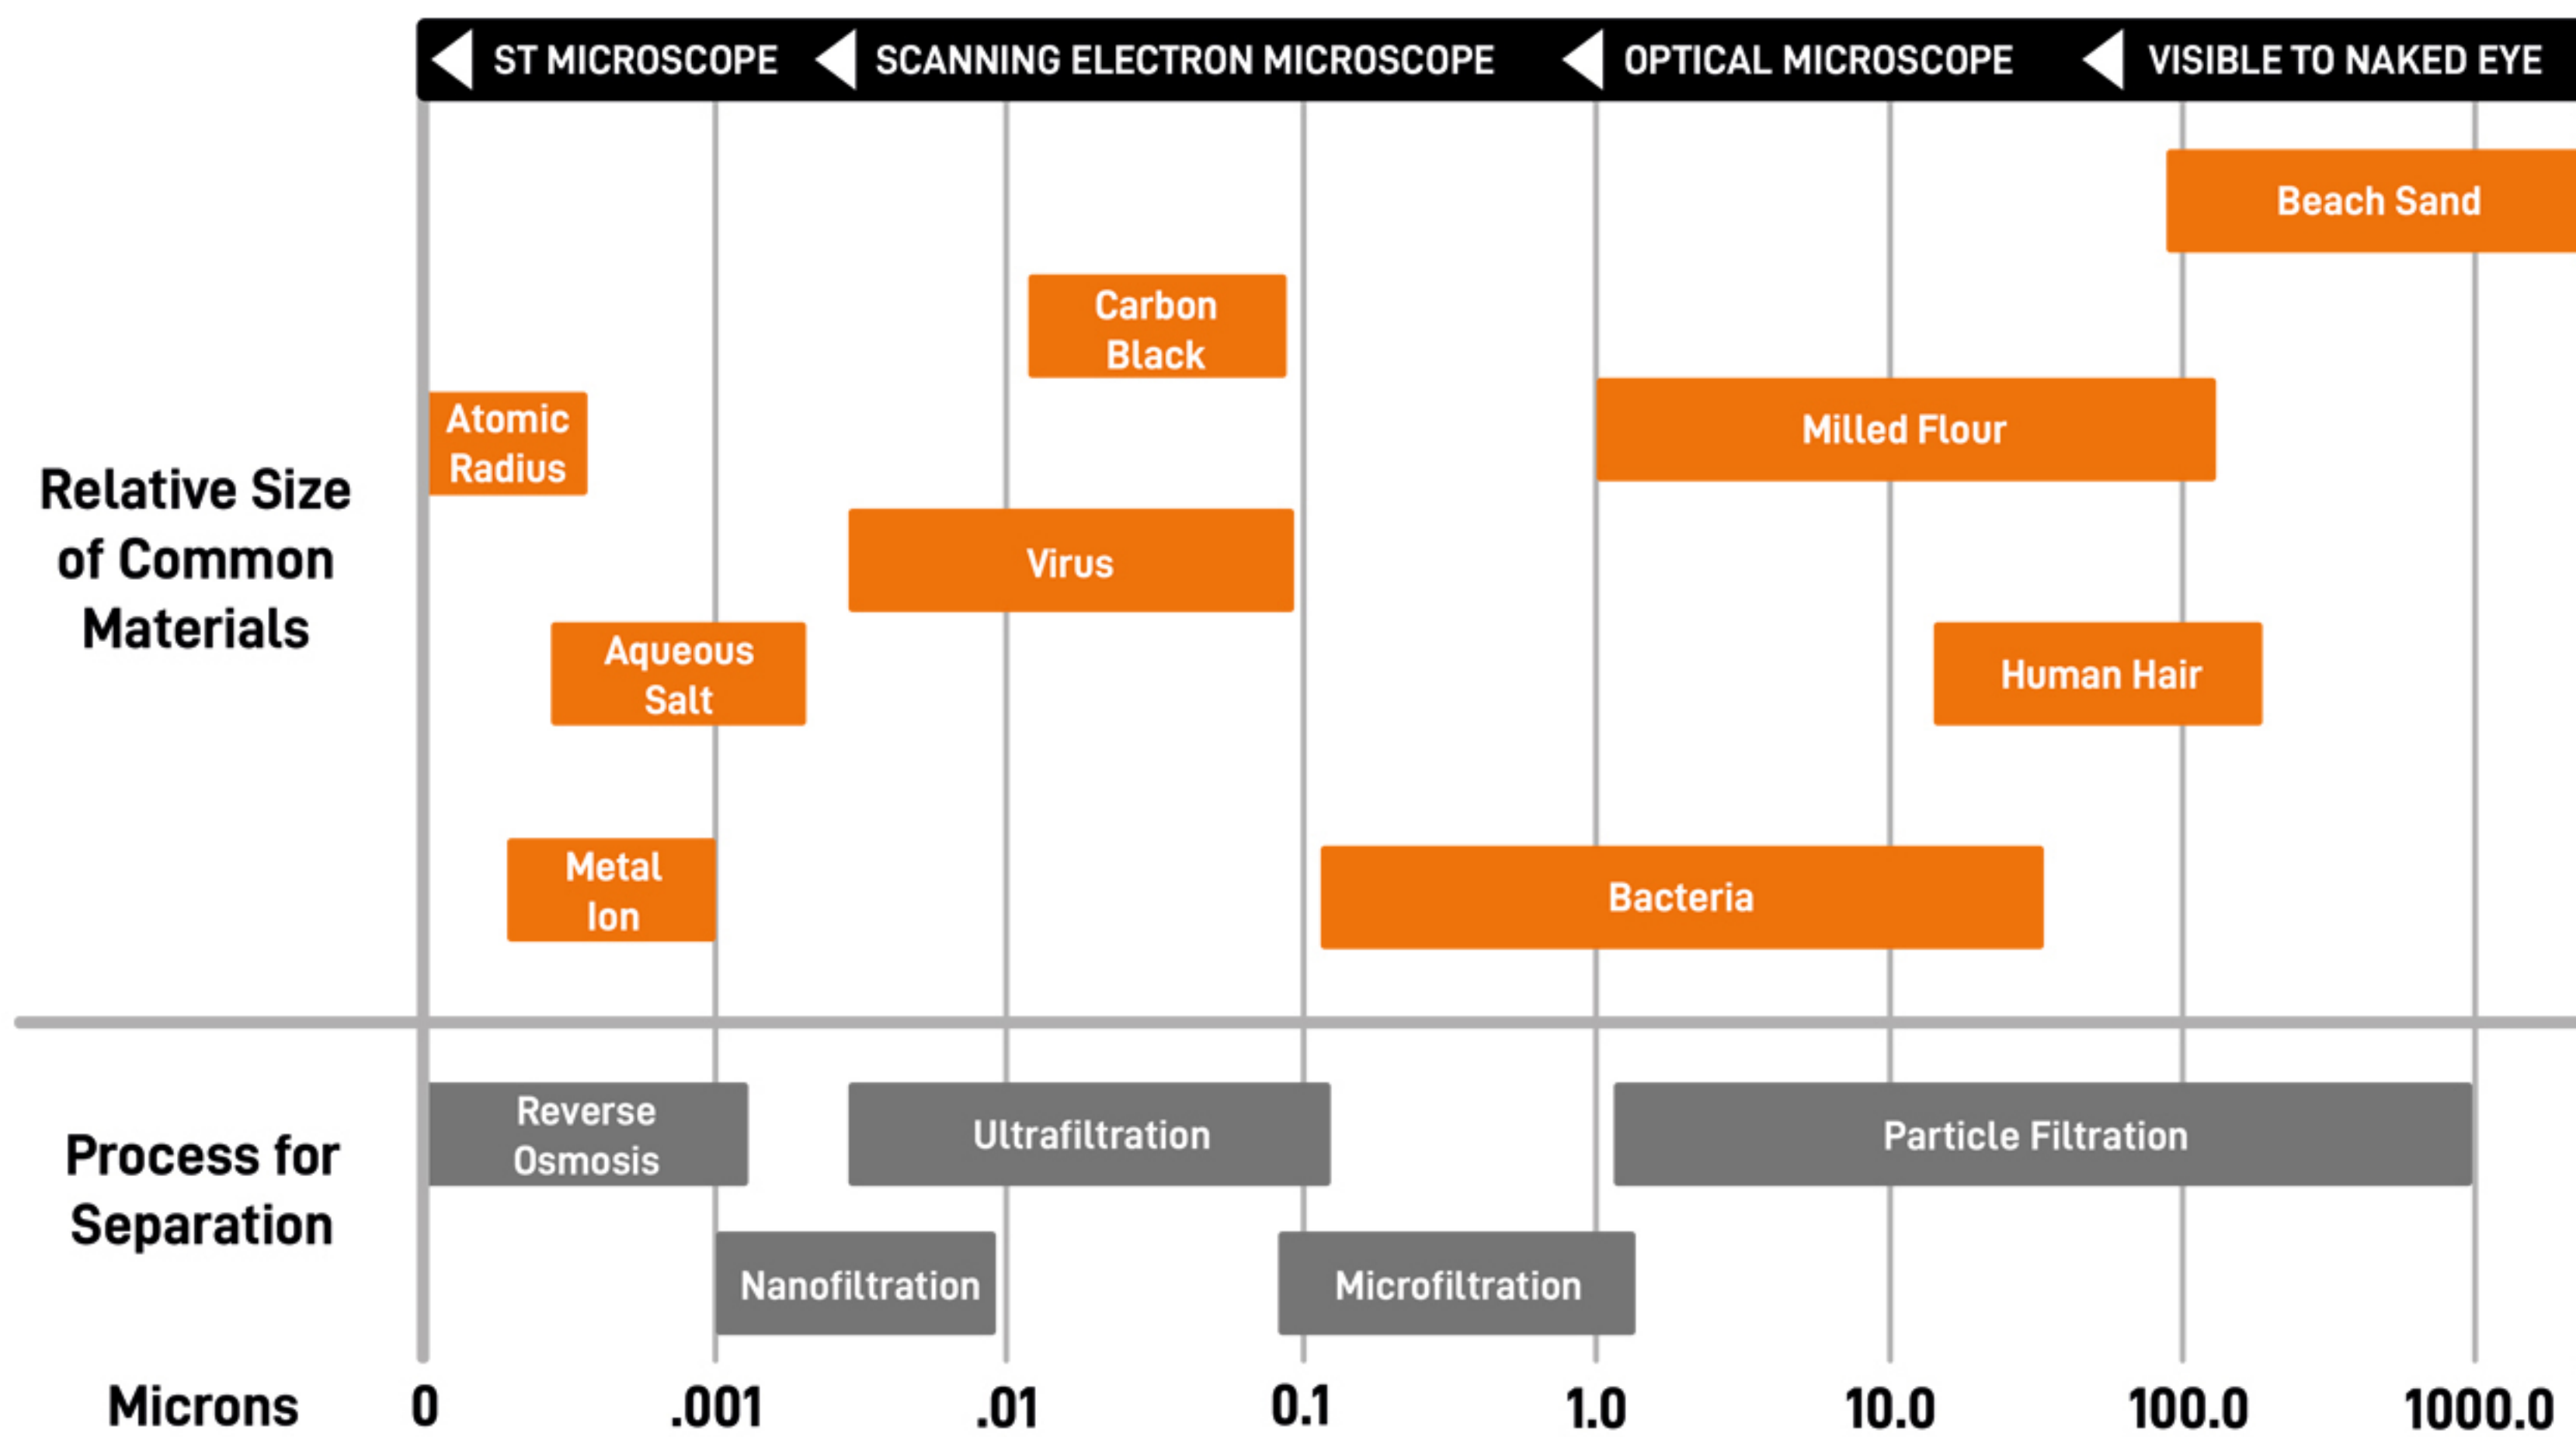 ST MICROSCOPE
SCANNING ELECTRON MICROSCOPE
OPTICAL MICROSCOPE
VISIBLE TO NAKED EYE
Beach Sand
Carbon
Black
Atomic
Radius
Milled Flour
Relative Size
of Common
Materials
Virus
Aqueous
Salt
Human Hair
Metal
Ion
Bacteria
Process for
Separation
Reverse
Osmosis
Ultrafiltration
Particle Filtration
Nanofiltration
Microfiltration
Microns
0
.001
.01
0.1
1.0
10.0
100.0
1000.0